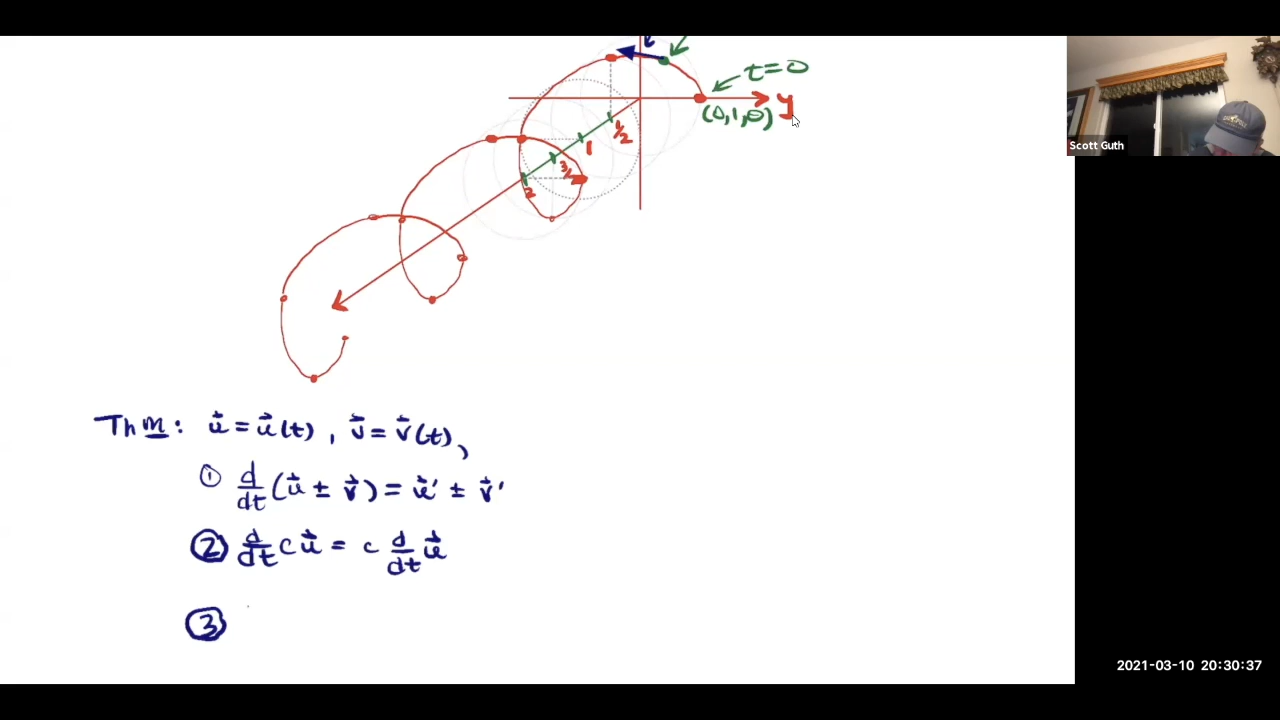 t=0
y
(0,1,0)
1/2
1
3/2
2
Scott Guth
Thm: u⃗ = u⃗(t), v⃗ = v⃗(t),
① d/dt (u⃗ ± v⃗) = u⃗' ± v⃗'
② d/dt c u⃗ = c d/dt u⃗
③
2021-03-10 20:30:37